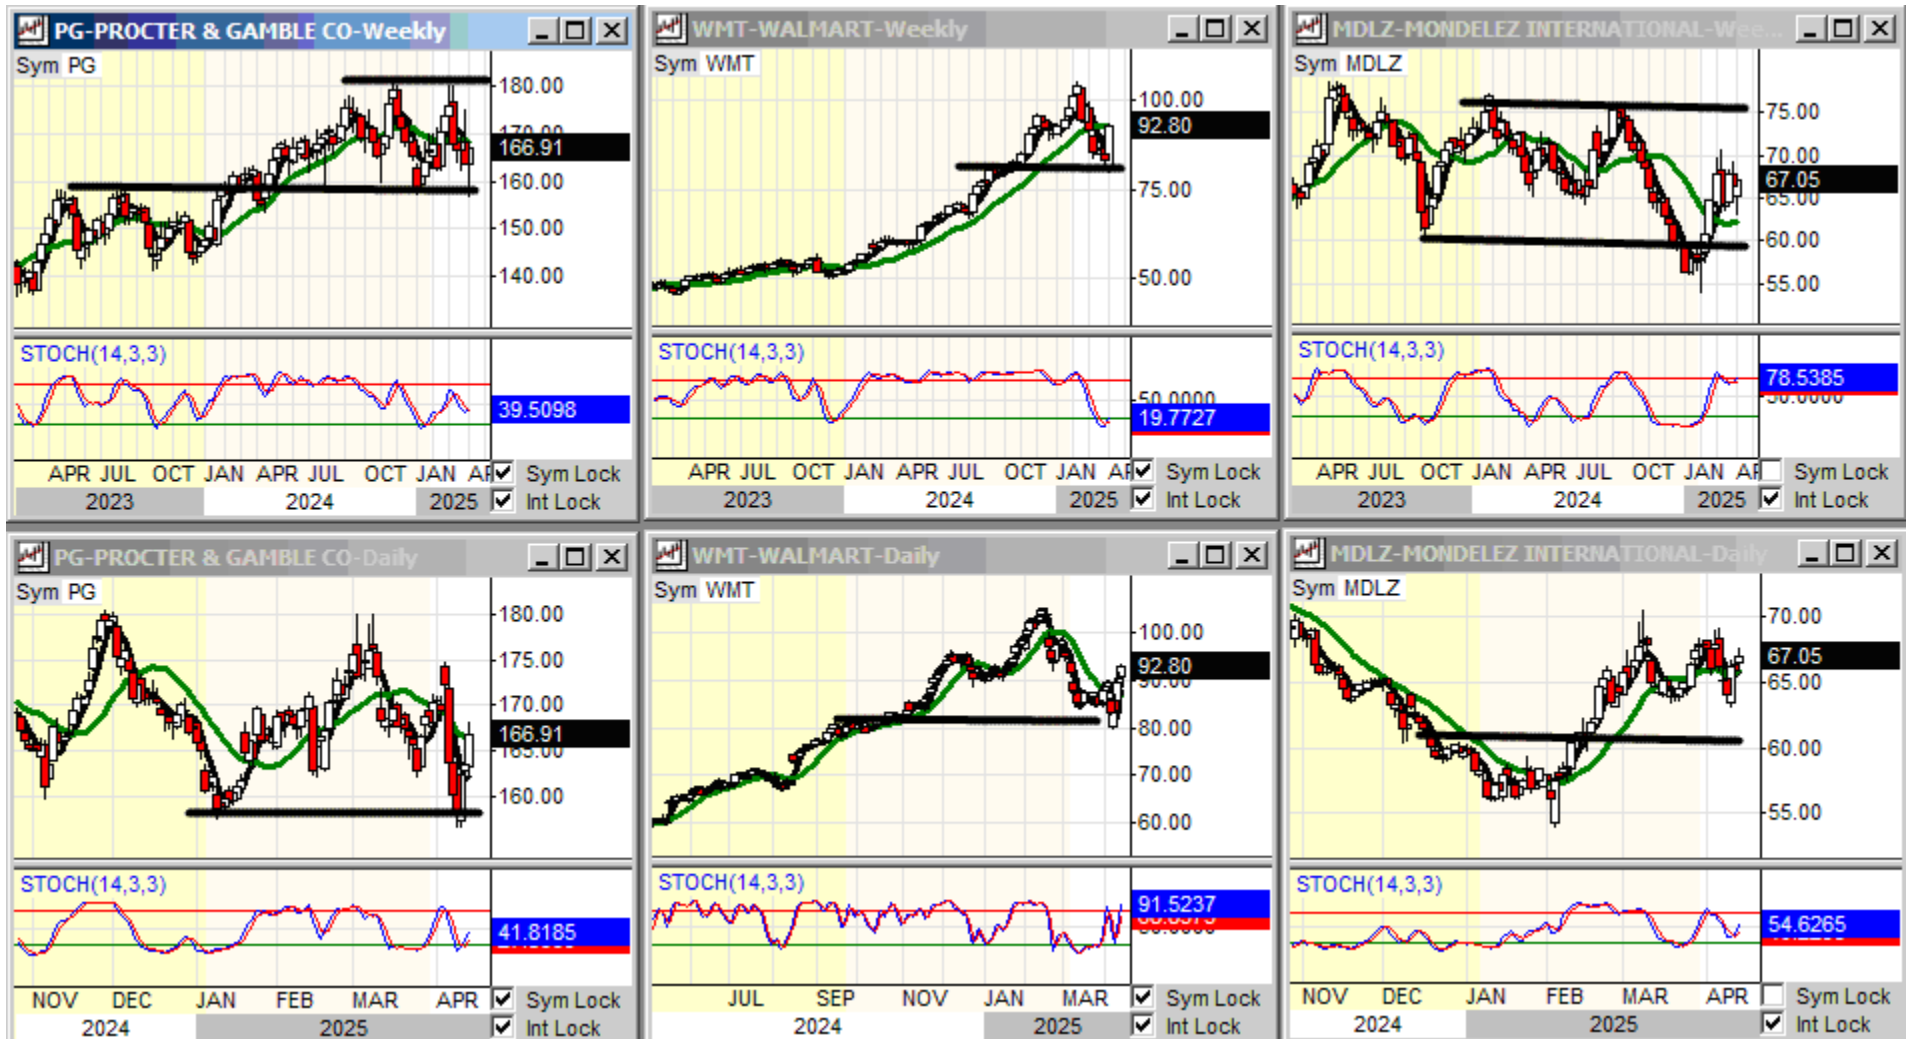 PG-PROCTER & GAMBLE CO-Weekly
Sym PG
180.00
170.00
166.91
160.00
150.00
140.00
STOCH(14,3,3)
39.5098
APR JUL OCT JAN APR JUL OCT JAN
2023 2024 2025
Sym Lock
Int Lock
WMT-WALMART-Weekly
Sym WMT
100.00
92.80
75.00
50.00
STOCH(14,3,3)
50.0000
19.7727
APR JUL OCT JAN APR JUL OCT JAN
2023 2024 2025
Sym Lock
Int Lock
MDLZ-MONDELEZ INTERNATIONAL-Wee...
Sym MDLZ
75.00
70.00
67.05
65.00
60.00
55.00
STOCH(14,3,3)
78.5385
APR JUL OCT JAN APR JUL OCT JAN
2023 2024 2025
Sym Lock
Int Lock
PG-PROCTER & GAMBLE CO-Daily
Sym PG
180.00
175.00
170.00
166.91
165.00
160.00
STOCH(14,3,3)
41.8185
NOV DEC JAN FEB MAR APR
2024 2025
Sym Lock
Int Lock
WMT-WALMART-Daily
Sym WMT
100.00
92.80
90.00
80.00
70.00
60.00
STOCH(14,3,3)
91.5237
JUL SEP NOV JAN MAR
2024 2025
Sym Lock
Int Lock
MDLZ-MONDELEZ INTERNATIONAL-Daily
Sym MDLZ
70.00
67.05
65.00
60.00
55.00
STOCH(14,3,3)
54.6265
NOV DEC JAN FEB MAR APR
2024 2025
Sym Lock
Int Lock